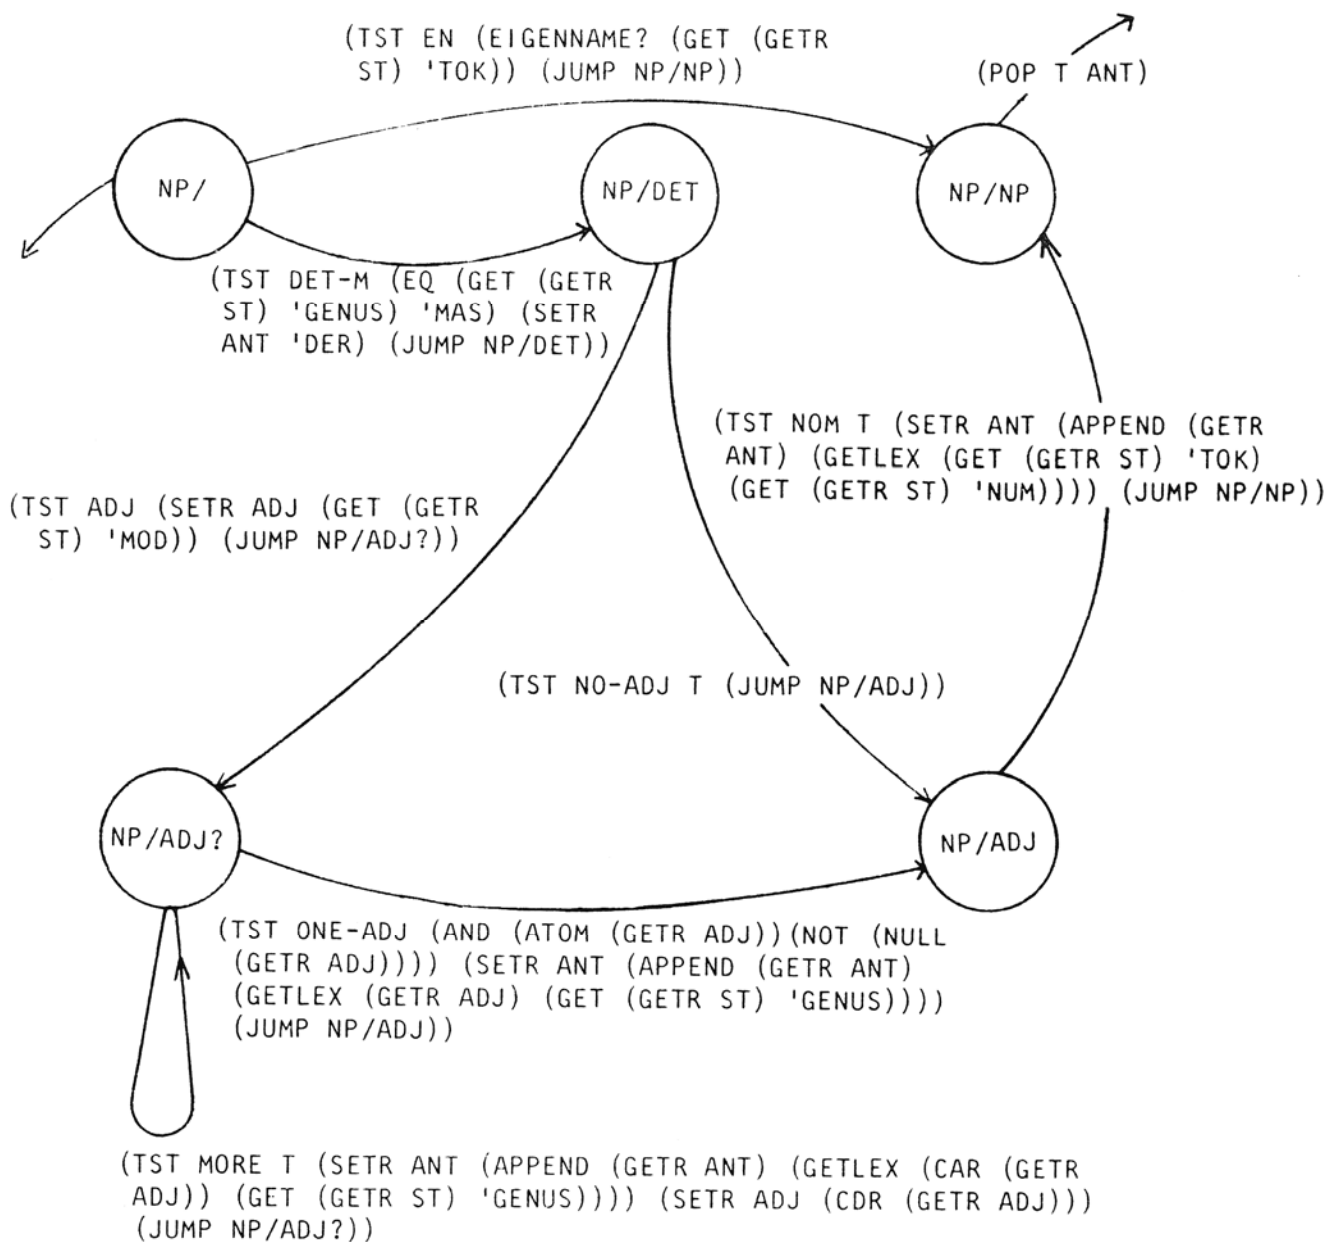 (TST EN (EIGENNAME? (GET (GETR
ST) 'TOK)) (JUMP NP/NP))
(POP T ANT)
NP/
NP/DET
NP/NP
(TST DET-M (EQ (GET (GETR
ST) 'GENUS) 'MAS) (SETR
ANT 'DER) (JUMP NP/DET))
(TST NOM T (SETR ANT (APPEND (GETR
ANT) (GETLEX (GET (GETR ST) 'TOK)
(GET (GETR ST) 'NUM)))) (JUMP NP/NP))
(TST ADJ (SETR ADJ (GET (GETR
ST) 'MOD)) (JUMP NP/ADJ?))
(TST NO-ADJ T (JUMP NP/ADJ))
NP/ADJ?
NP/ADJ
(TST ONE-ADJ (AND (ATOM (GETR ADJ))(NOT (NULL
(GETR ADJ)))) (SETR ANT (APPEND (GETR ANT)
(GETLEX (GETR ADJ) (GET (GETR ST) 'GENUS))))
(JUMP NP/ADJ))
(TST MORE T (SETR ANT (APPEND (GETR ANT) (GETLEX (CAR (GETR
ADJ)) (GET (GETR ST) 'GENUS)))) (SETR ADJ (CDR (GETR ADJ)))
(JUMP NP/ADJ?))